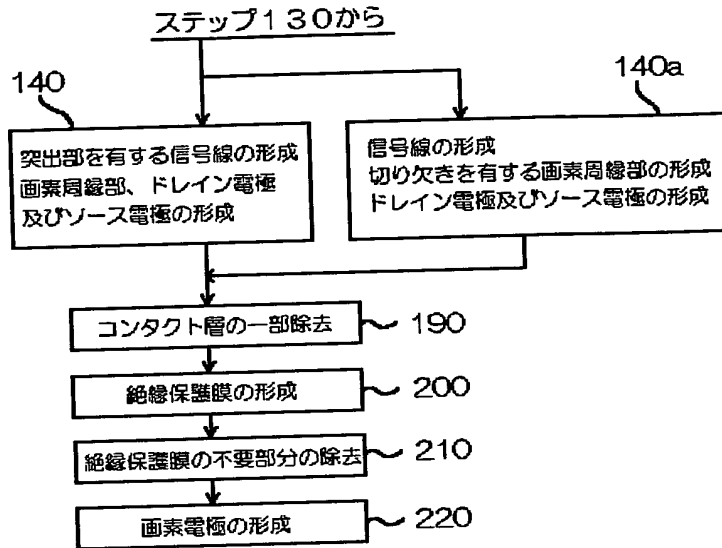 ステップ130から
140
突出部を有する信号線の形成
画素周縁部、ドレイン電極
及びソース電極の形成
140a
信号線の形成
切り欠きを有する画素周縁部の形成
ドレイン電極及びソース電極の形成
コンタクト層の一部除去
190
絶縁保護膜の形成
200
絶縁保護膜の不要部分の除去
210
画素電極の形成
220